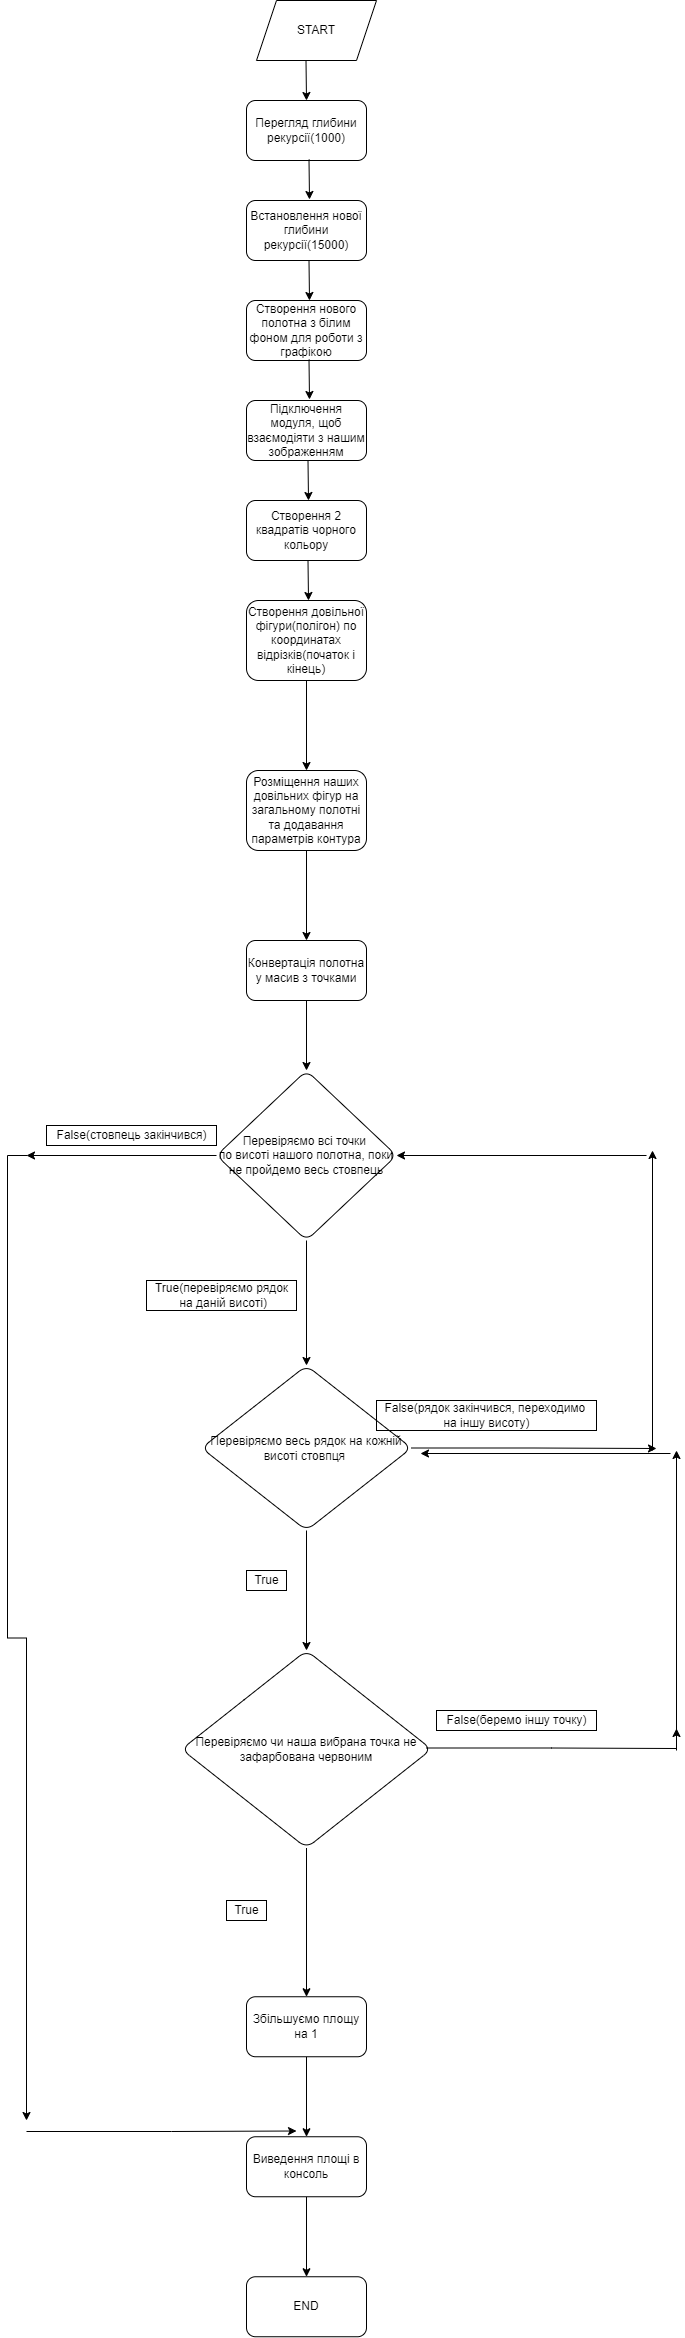 START
Перегляд глибини
рекурсії(1000)
Встановлення нової
глибини
рекурсії(15000)
Створення нового
полотна з білим
фоном для роботи з
графікою
Підключення
модуля, щоб
взаємодіяти з нашим
зображенням
Створення 2
квадратів чорного
кольору
Створення довільної
фігури(полігон) по
координатах
відрізків(початок і
кінець)
Розміщення наших
довільних фігур на
загальному полотні
та додавання
параметрів контура
Конвертація полотна
у масив з точками
False(стовпець закінчився)
Перевіряємо всі точки
по висоті нашого полотна, поки
не пройдемо весь стовпець
True(перевіряємо рядок
на даній висоті)
False(рядок закінчився, переходимо
на іншу висоту)
Перевіряємо весь рядок на кожній
висоті стовпця
True
False(беремо іншу точку)
Перевіряємо чи наша вибрана точка не
зафарбована червоним
True
Збільшуємо площу
на 1
Виведення площі в
консоль
END